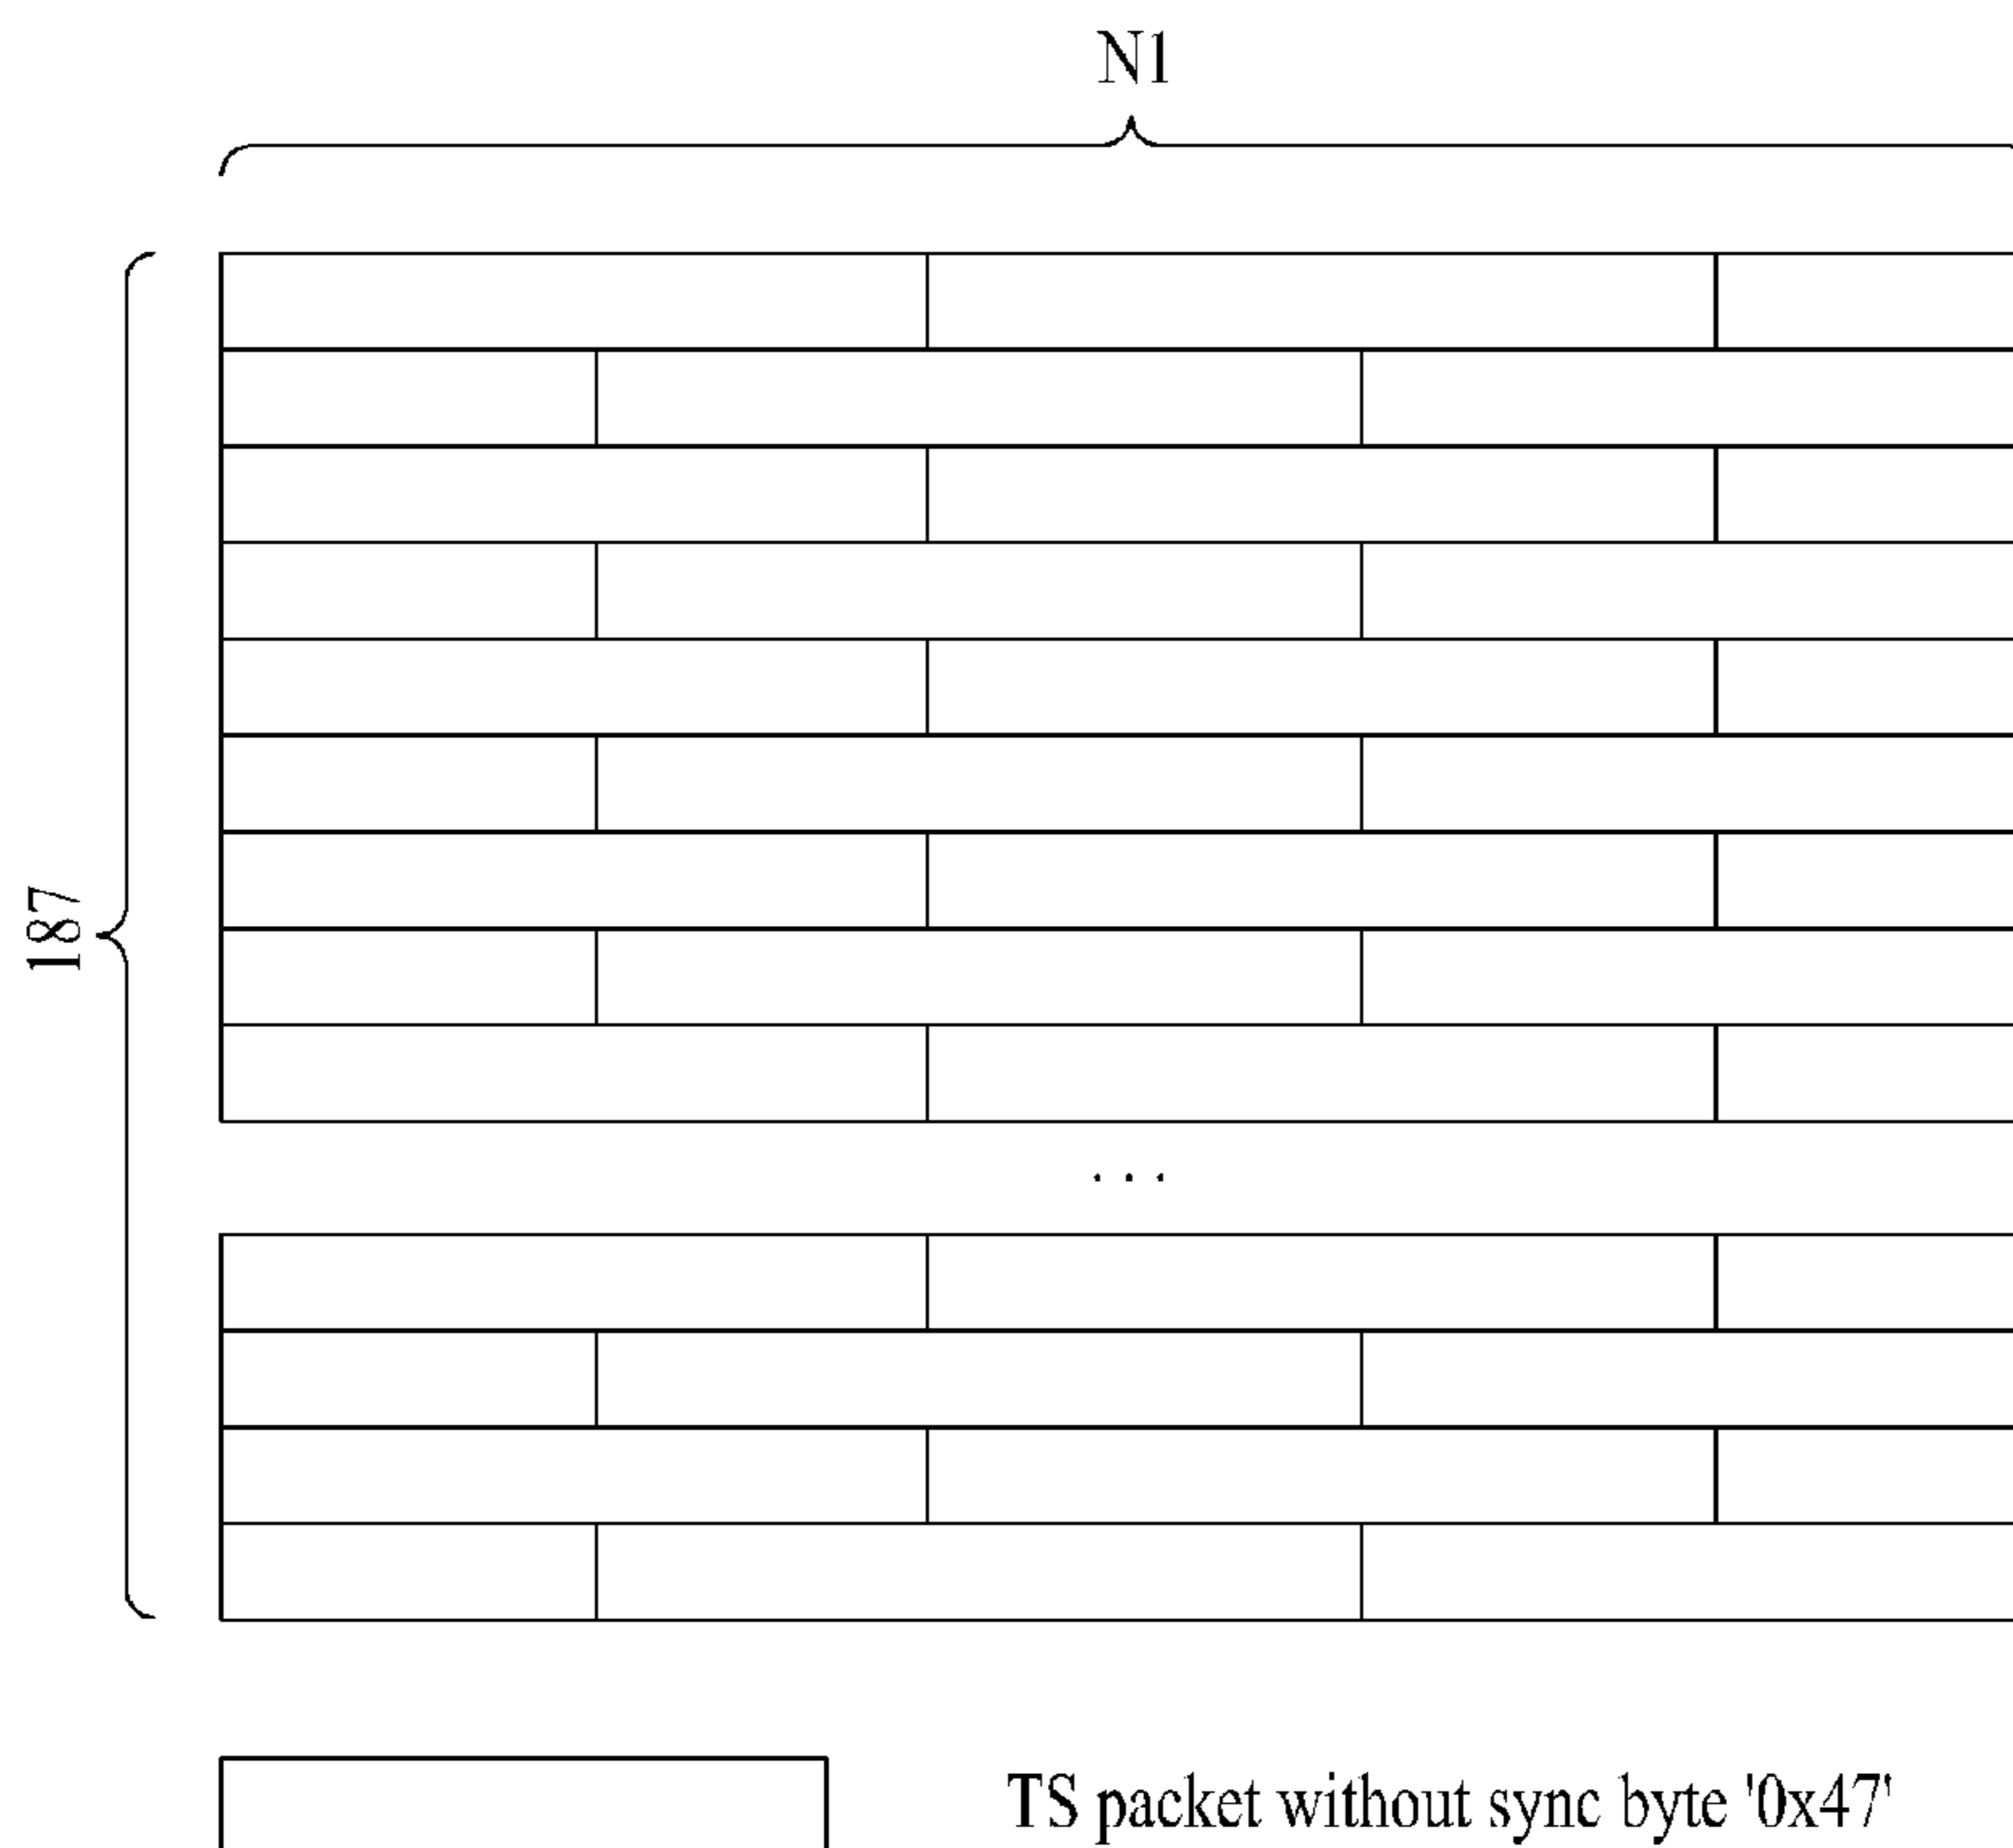 N1
187
...
TS packet without sync byte '0x47'